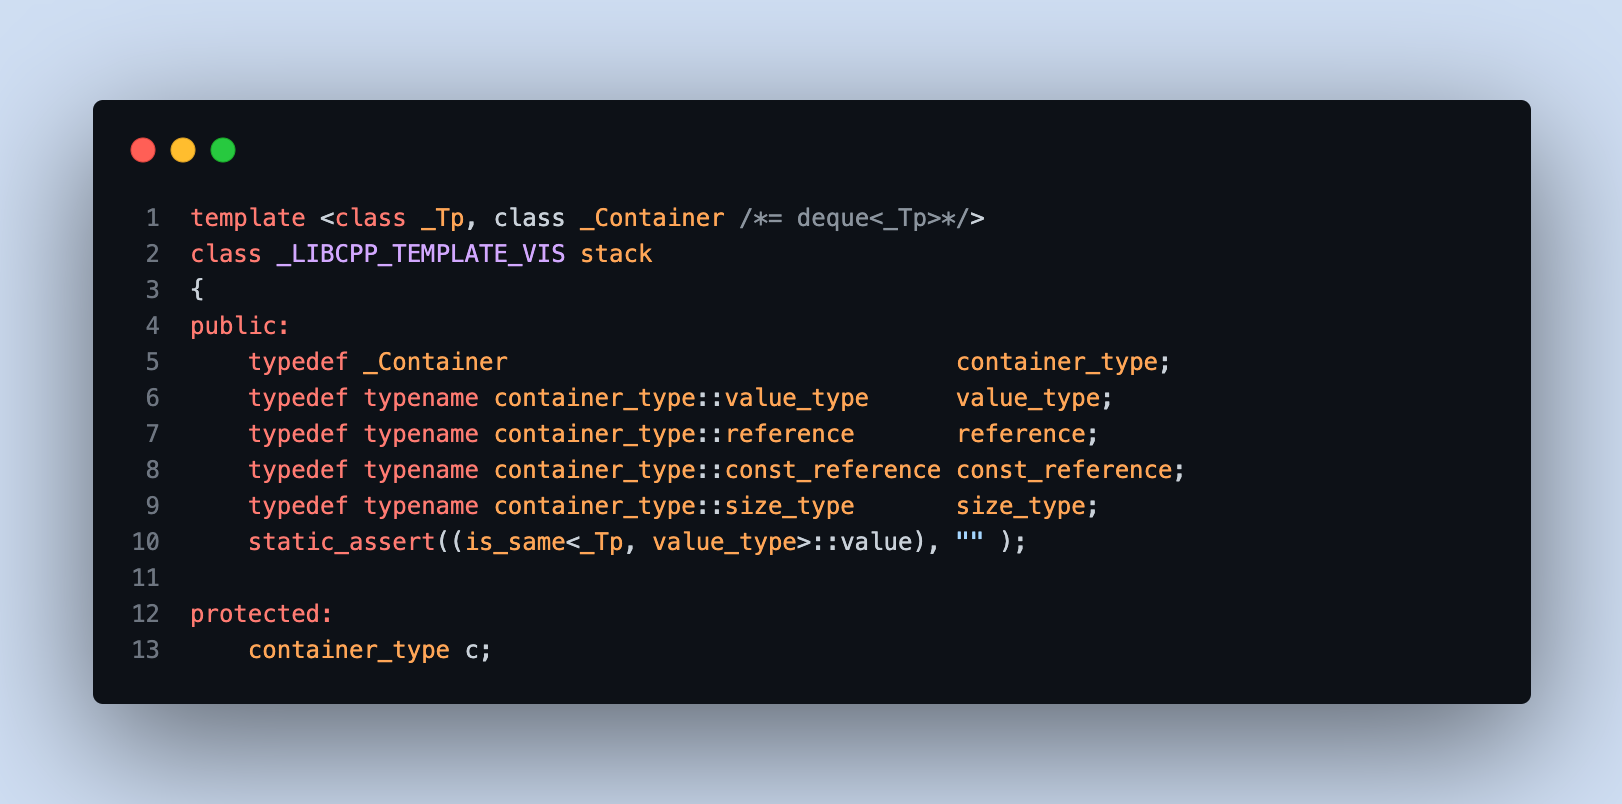 1 template <class _Tp, class _Container /*= deque<_Tp>*/>
2 class _LIBCPP_TEMPLATE_VIS stack
3 {
4 public:
5     typedef _Container                               container_type;
6     typedef typename container_type::value_type      value_type;
7     typedef typename container_type::reference       reference;
8     typedef typename container_type::const_reference const_reference;
9     typedef typename container_type::size_type       size_type;
10     static_assert((is_same<_Tp, value_type>::value), "" );
11
12 protected:
13     container_type c;